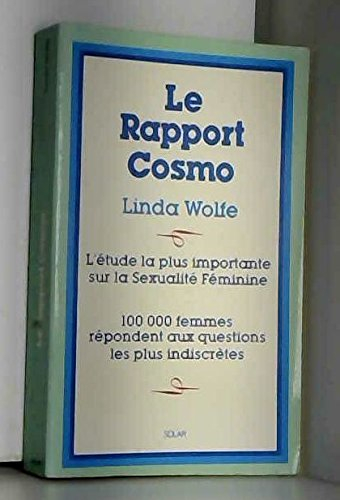 Le
Rapport
Cosmo
Linda Wolfe
L'étude la plus importante
sur la Sexualité Féminine
100 000 femmes
répondent aux questions
les plus indiscrètes
SOLAR